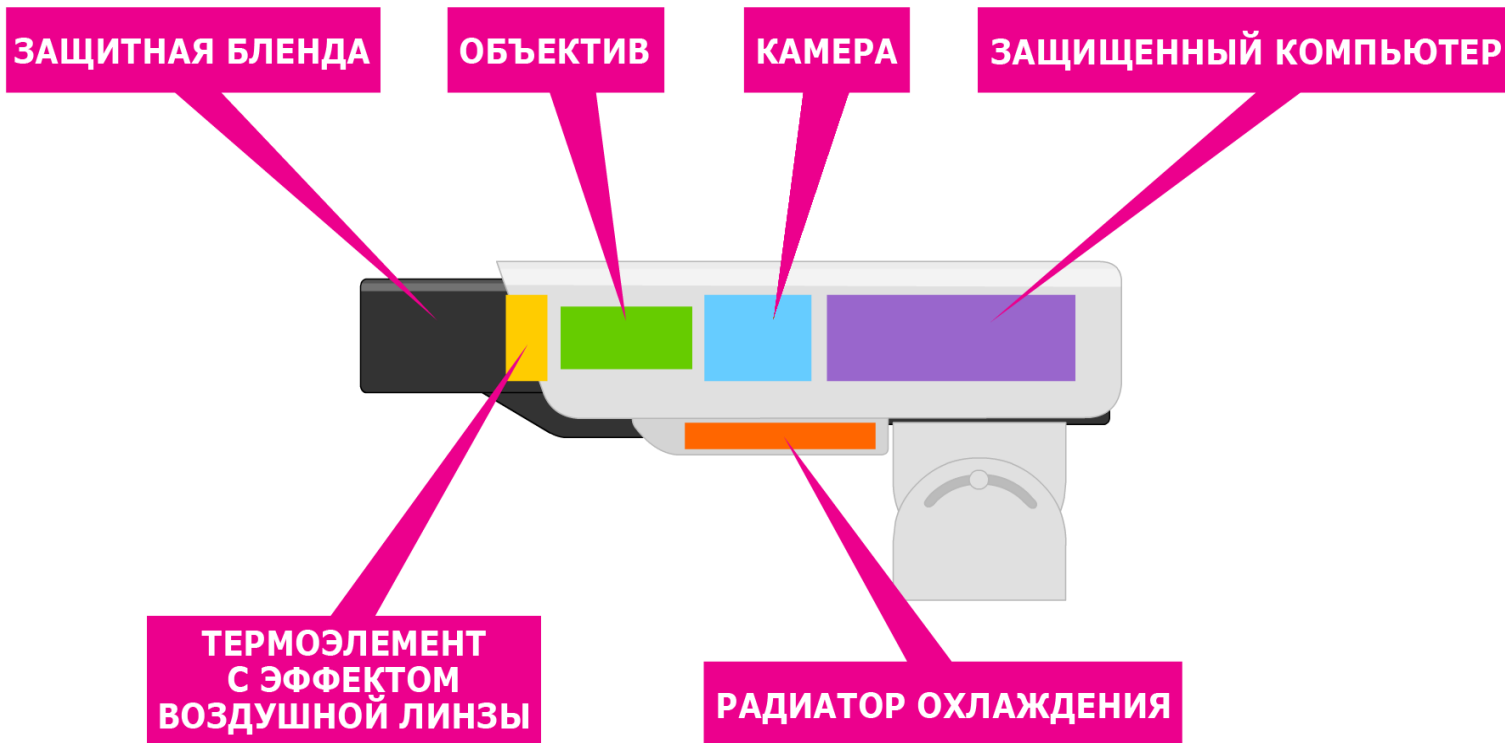 ЗАЩИТНАЯ БЛЕНДА
ОБЪЕКТИВ
КАМЕРА
ЗАЩИЩЕННЫЙ КОМПЬЮТЕР
ТЕРМОЭЛЕМЕНТ
С ЭФФЕКТОМ
ВОЗДУШНОЙ ЛИНЗЫ
РАДИАТОР ОХЛАЖДЕНИЯ